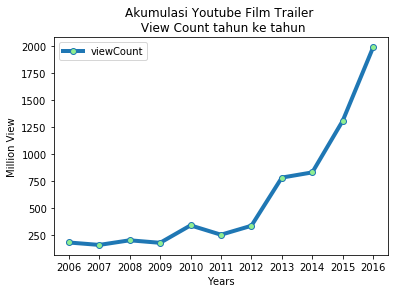 Akumulasi Youtube Film Trailer
View Count tahun ke tahun
viewCount
Million View
2000
1750
1500
1250
1000
750
500
250
2006 2007 2008 2009 2010 2011 2012 2013 2014 2015 2016
Years